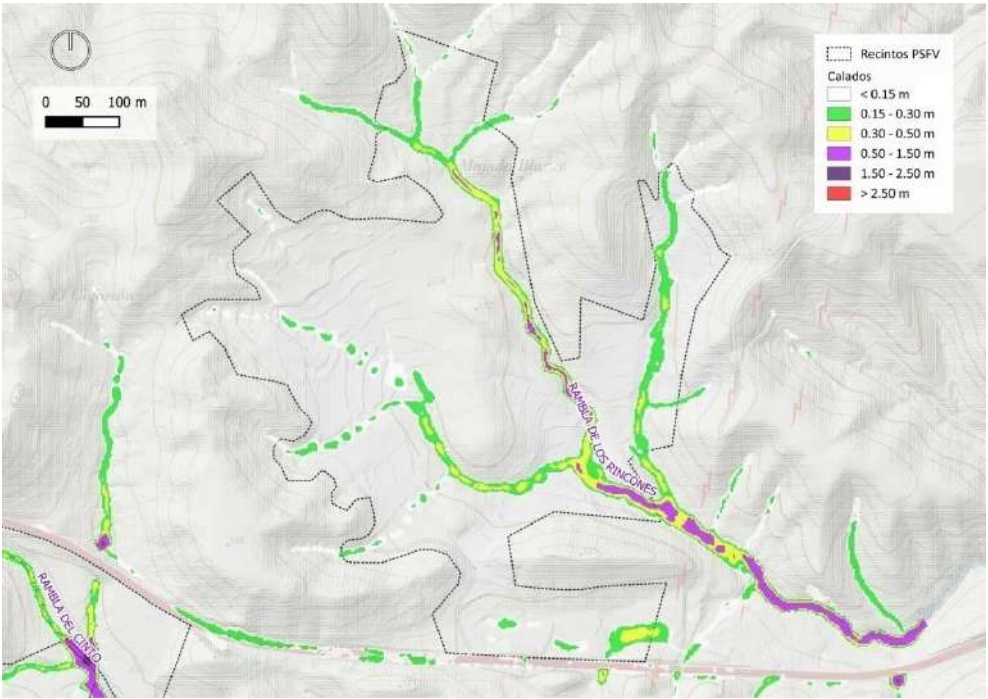 0 50 100 m
Recintos PSFV
Calados
< 0.15 m
0.15 - 0.30 m
0.30 - 0.50 m
0.50 - 1.50 m
1.50 - 2.50 m
> 2.50 m
RAMBLA DE LOS RINCONES
RAMBLA DEL CINTO